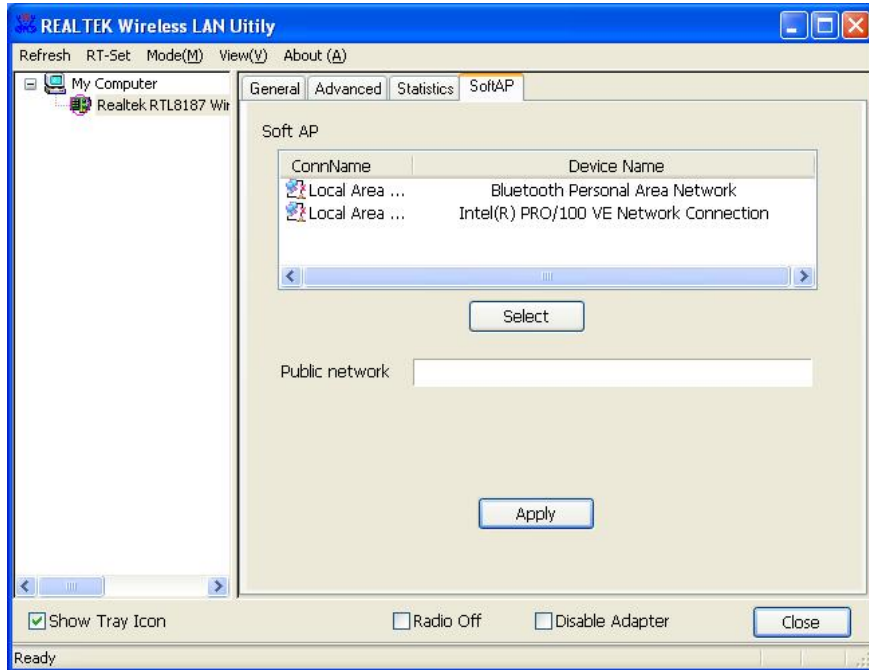 REALTEK Wireless LAN Uitily
Refresh RT-Set Mode(M) View(V) About (A)
My Computer
Realtek RTL8187 Wir
General Advanced Statistics SoftAP
Soft AP
ConnName Device Name
Local Area ... Bluetooth Personal Area Network
Local Area ... Intel(R) PRO/100 VE Network Connection
Select
Public network
Apply
Show Tray Icon Radio Off Disable Adapter Close
Ready